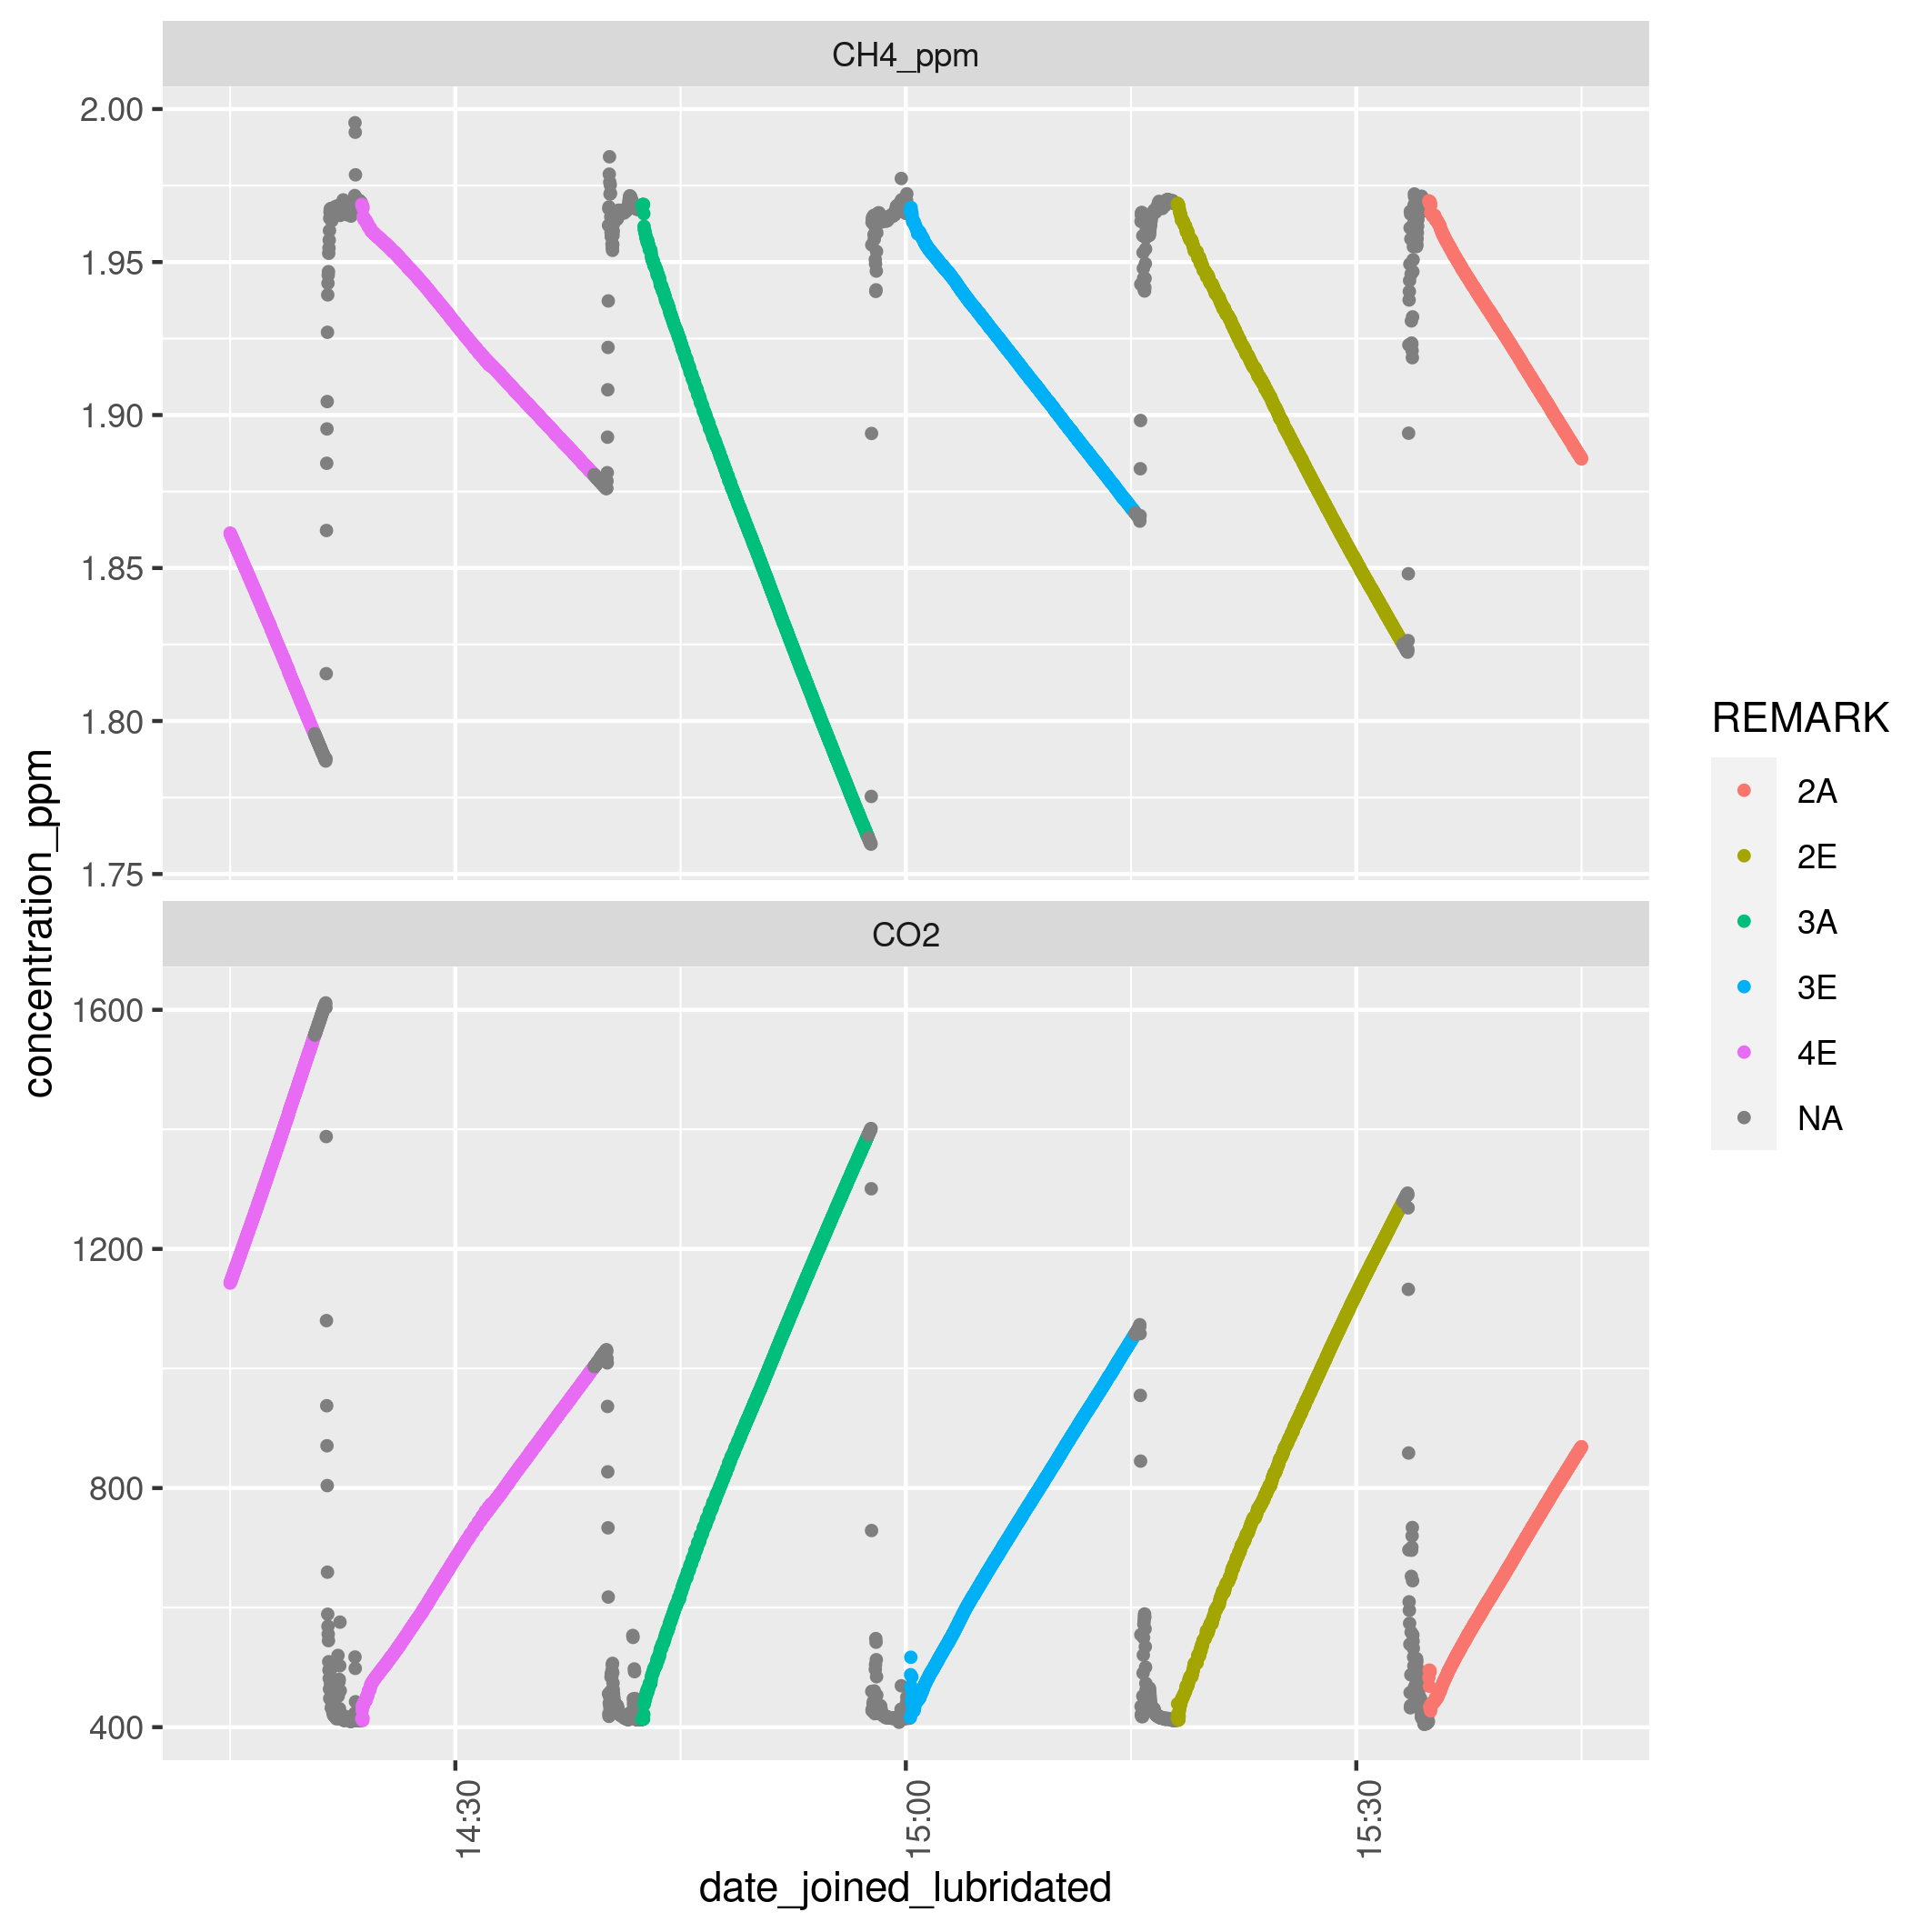 CH4_ppm
2.00
1.95
1.90
1.85
1.80
1.75
concentration_ppm
CO2
1600
1200
800
400
14:30
15:00
15:30
date_joined_lubridated
REMARK
2A
2E
3A
3E
4E
NA